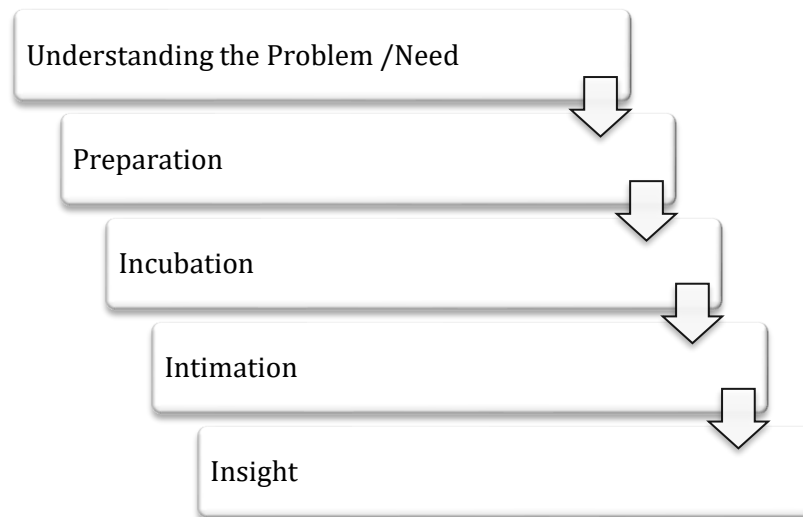 Understanding the Problem /Need
Preparation
Incubation
Intimation
Insight